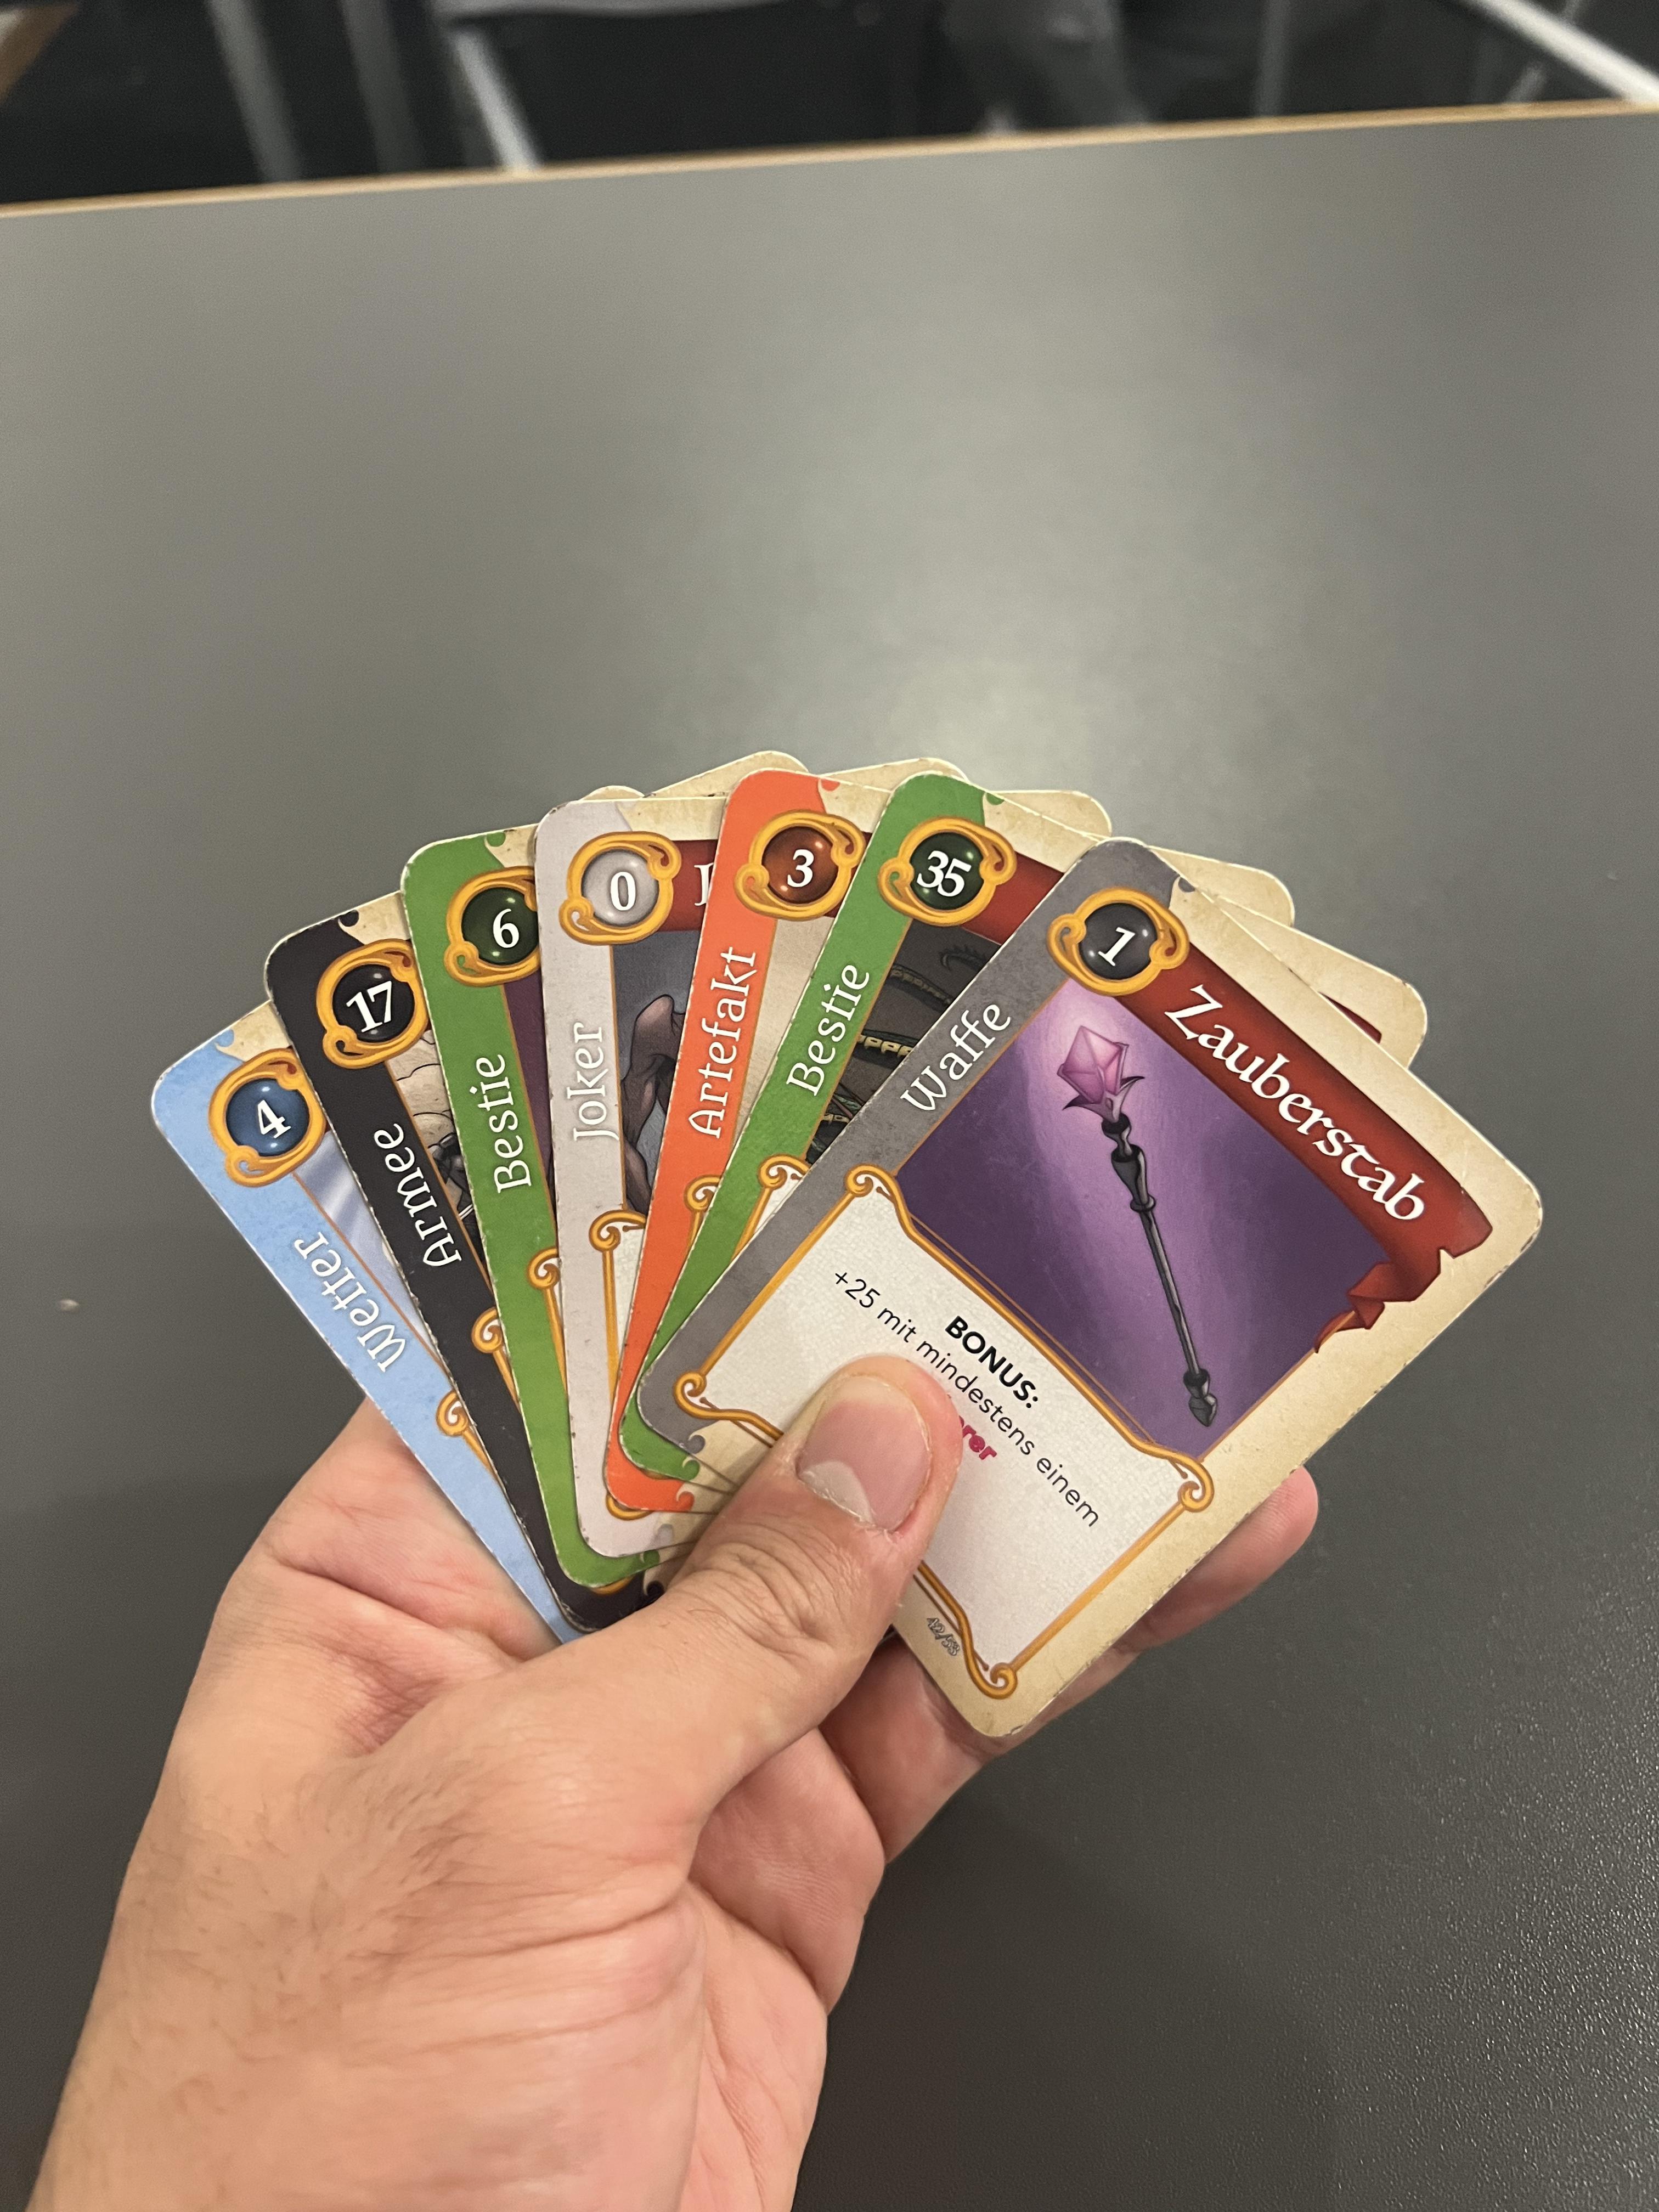 4
Wetter
17
Armee
6
Bestie
0
J
Joker
3
Artefakt
35
Bestie
1
Waffe
Zauberstab
BONUS:
+25 mit mindestens einem